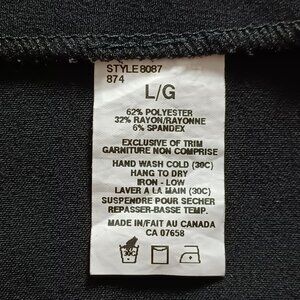 STYLE 8087
874
L/G
62% POLYESTER
32% RAYON/RAYONNE
6% SPANDEX
EXCLUSIVE OF TRIM
GARNITURE NON COMPRISE
HAND WASH COLD (30C)
HANG TO DRY
IRON - LOW
LAVER A LA MAIN (30C)
SUSPENDRE POUR SECHER
REPASSER-BASSE TEMP.
MADE IN/FAIT AU CANADA
CA 07658